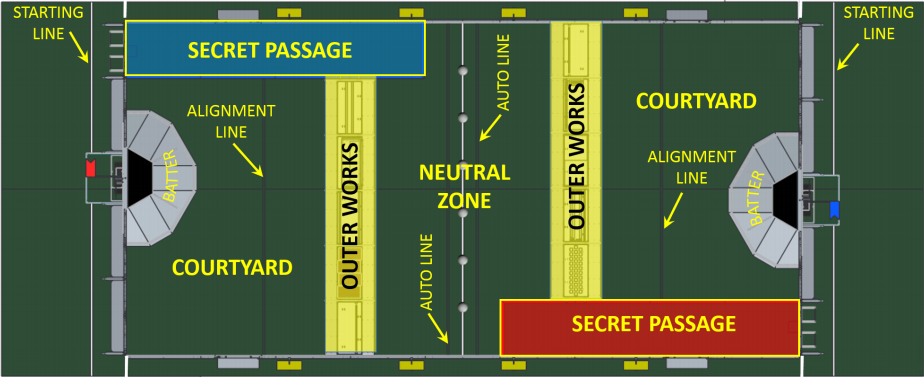 STARTING
LINE
SECRET PASSAGE
AUTO LINE
STARTING
LINE
ALIGNMENT
LINE
COURTYARD
OUTER WORKS
BATTER
NEUTRAL
ZONE
OUTER WORKS
ALIGNMENT
LINE
BATTER
COURTYARD
AUTO LINE
SECRET PASSAGE